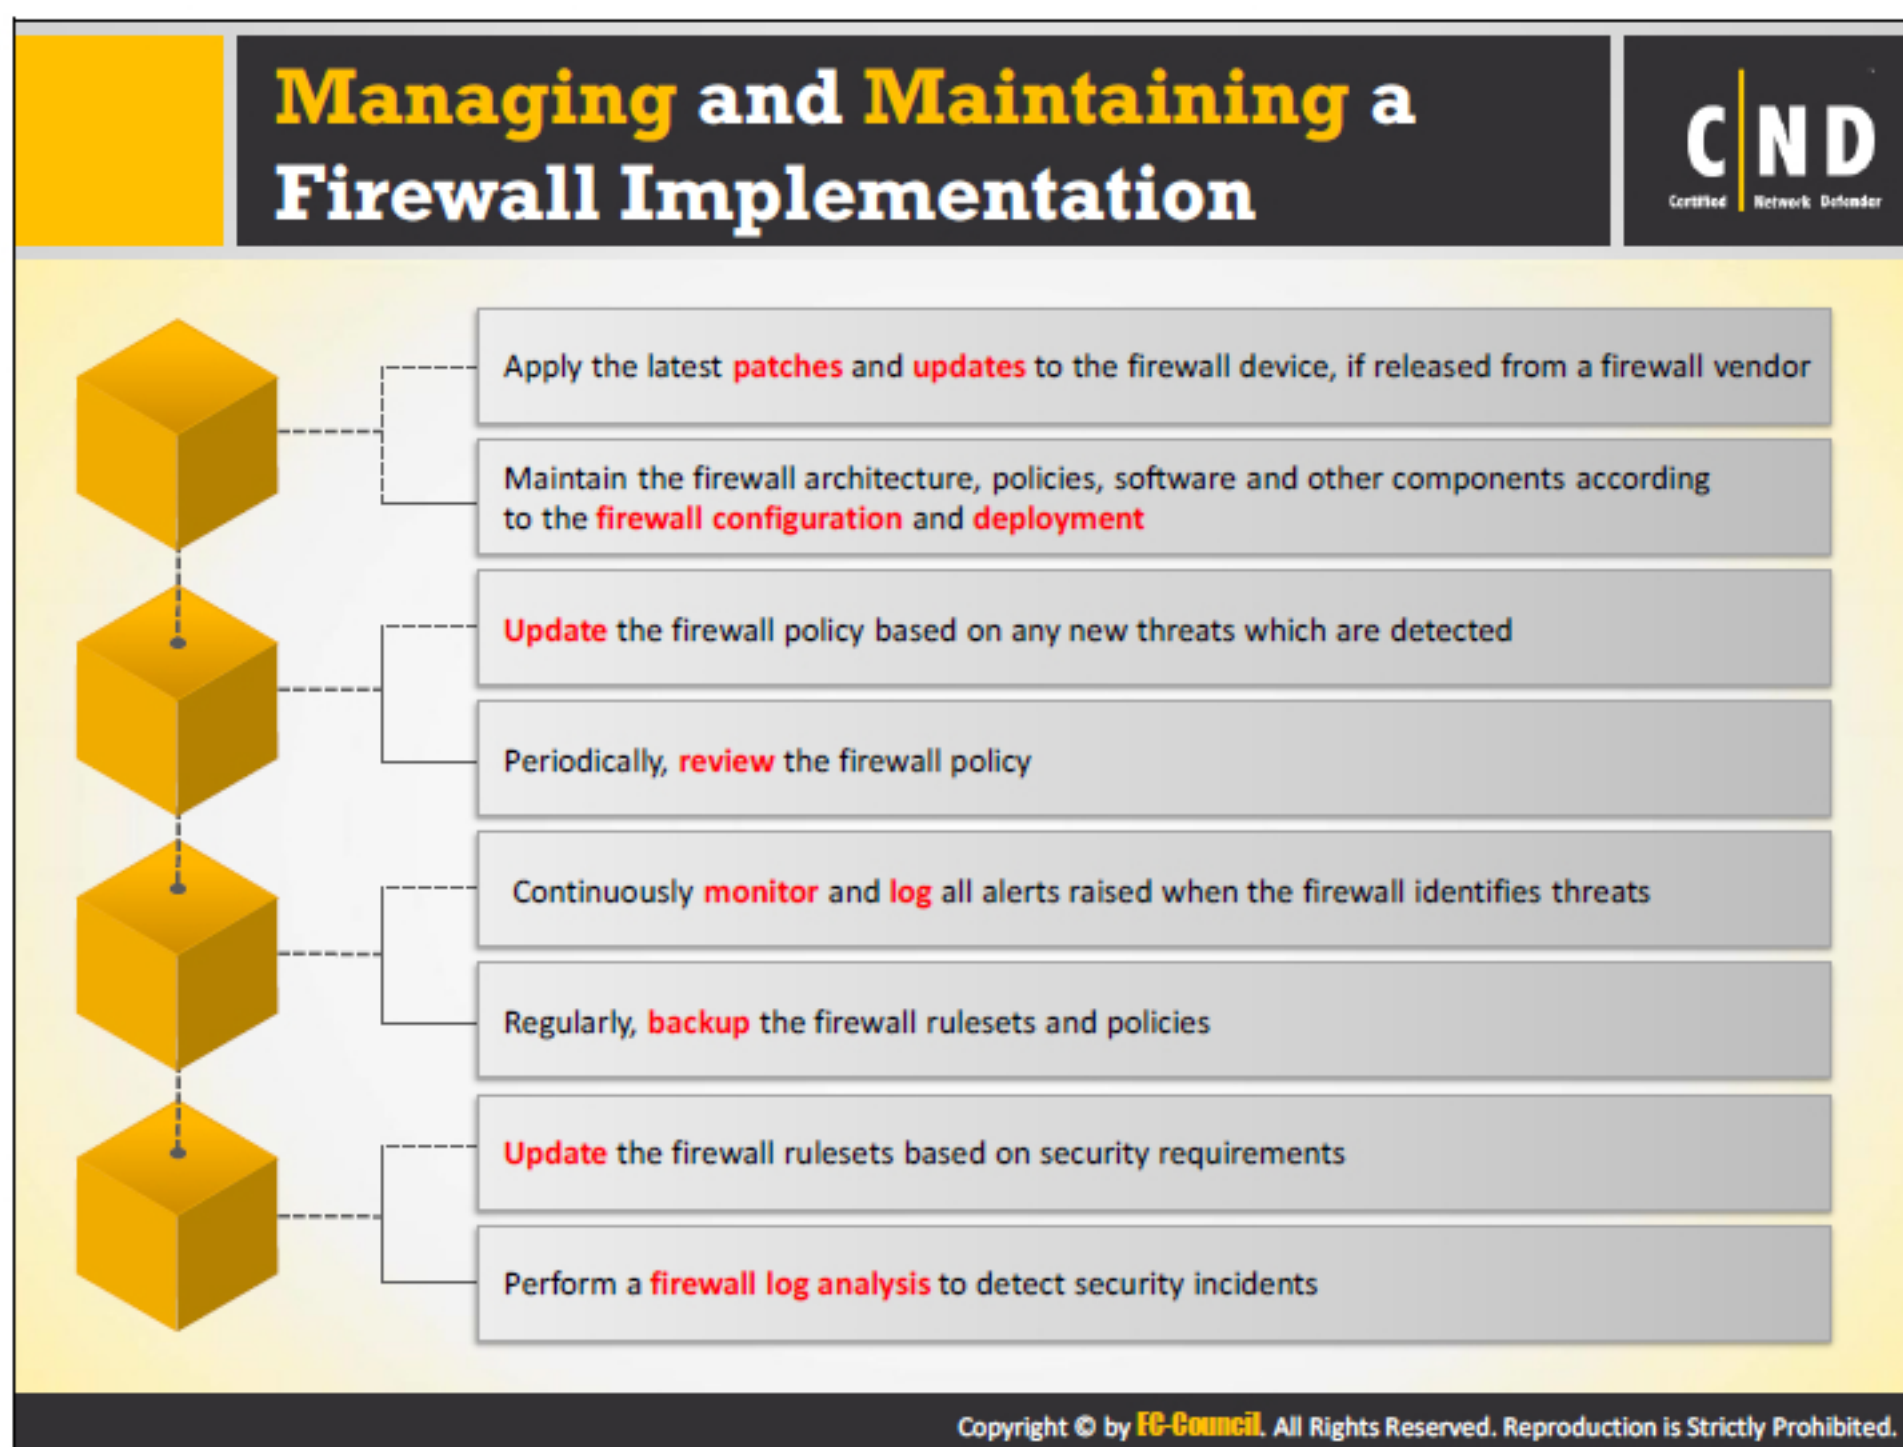 Managing and Maintaining a
Firewall Implementation
C|ND
Certified Network Defender
Apply the latest patches and updates to the firewall device, if released from a firewall vendor
Maintain the firewall architecture, policies, software and other components according
to the firewall configuration and deployment
Update the firewall policy based on any new threats which are detected
Periodically, review the firewall policy
Continuously monitor and log all alerts raised when the firewall identifies threats
Regularly, backup the firewall rulesets and policies
Update the firewall rulesets based on security requirements
Perform a firewall log analysis to detect security incidents
Copyright © by EC-Council. All Rights Reserved. Reproduction is Strictly Prohibited.